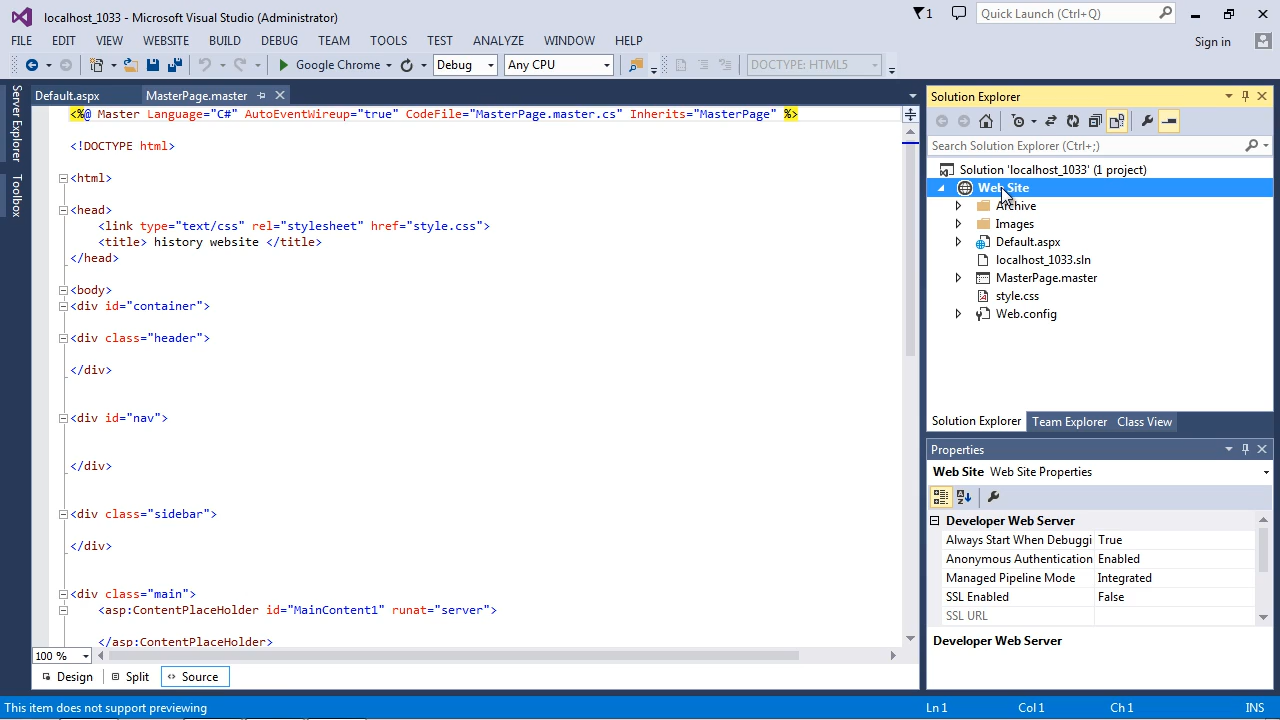 localhost_1033 - Microsoft Visual Studio (Administrator)
1
Quick Launch (Ctrl+Q)
FILE EDIT VIEW WEBSITE BUILD DEBUG TEAM TOOLS TEST ANALYZE WINDOW HELP
Sign in
Google Chrome Debug Any CPU DOCTYPE: HTML5
Server Explorer
Toolbox
Default.aspx MasterPage.master
<%@ Master Language="C#" AutoEventWireup="true" CodeFile="MasterPage.master.cs" Inherits="MasterPage" %>
<!DOCTYPE html>
<html>
<head>
<link type="text/css" rel="stylesheet" href="style.css">
<title> history website </title>
</head>
<body>
<div id="container">
<div class="header">
</div>
<div id="nav">
</div>
<div class="sidebar">
</div>
<div class="main">
<asp:ContentPlaceHolder id="MainContent1" runat="server">
</asp:ContentPlaceHolder>
100 %
Design Split Source
Solution Explorer
Search Solution Explorer (Ctrl+;)
Solution 'localhost_1033' (1 project)
Web Site
Archive
Images
Default.aspx
localhost_1033.sln
MasterPage.master
style.css
Web.config
Solution Explorer Team Explorer Class View
Properties
Web Site Web Site Properties
Developer Web Server
Always Start When Debuggi True
Anonymous Authentication Enabled
Managed Pipeline Mode Integrated
SSL Enabled False
SSL URL
Developer Web Server
This item does not support previewing
Ln 1 Col 1 Ch 1 INS